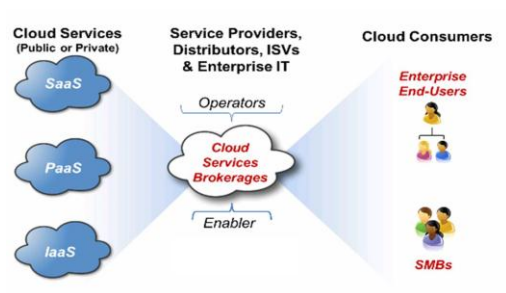 Cloud Services
(Public or Private)
SaaS
PaaS
IaaS
Service Providers,
Distributors, ISVs
& Enterprise IT
Operators
Cloud
Services
Brokerages
Enabler
Cloud Consumers
Enterprise
End-Users
SMBs